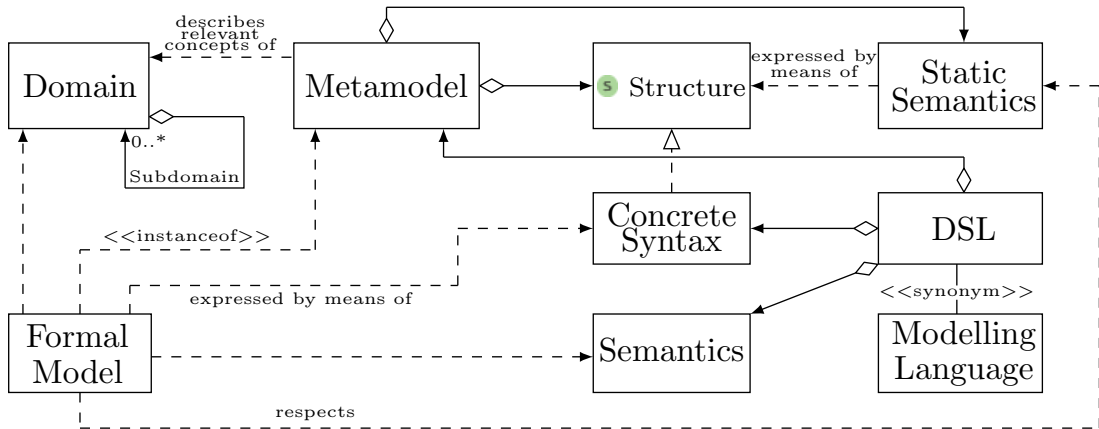 describes
relevant
concepts of
Domain
Metamodel
S Structure
expressed by
means of
Static
Semantics
0..*
Subdomain
<<instanceof>>
Concrete
Syntax
DSL
expressed by means of
<<synonym>>
Formal
Model
Semantics
Modelling
Language
respects